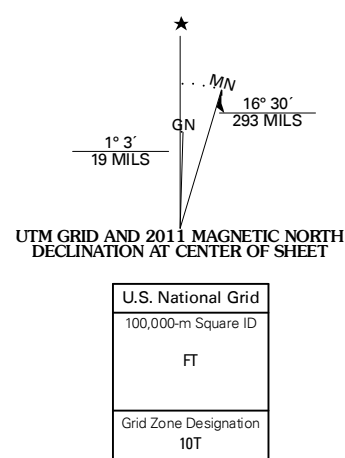 MN
GN
16° 30´
293 MILS
1° 3´
19 MILS
UTM GRID AND 2011 MAGNETIC NORTH
DECLINATION AT CENTER OF SHEET
U.S. National Grid
100,000-m Square ID
FT
Grid Zone Designation
10T